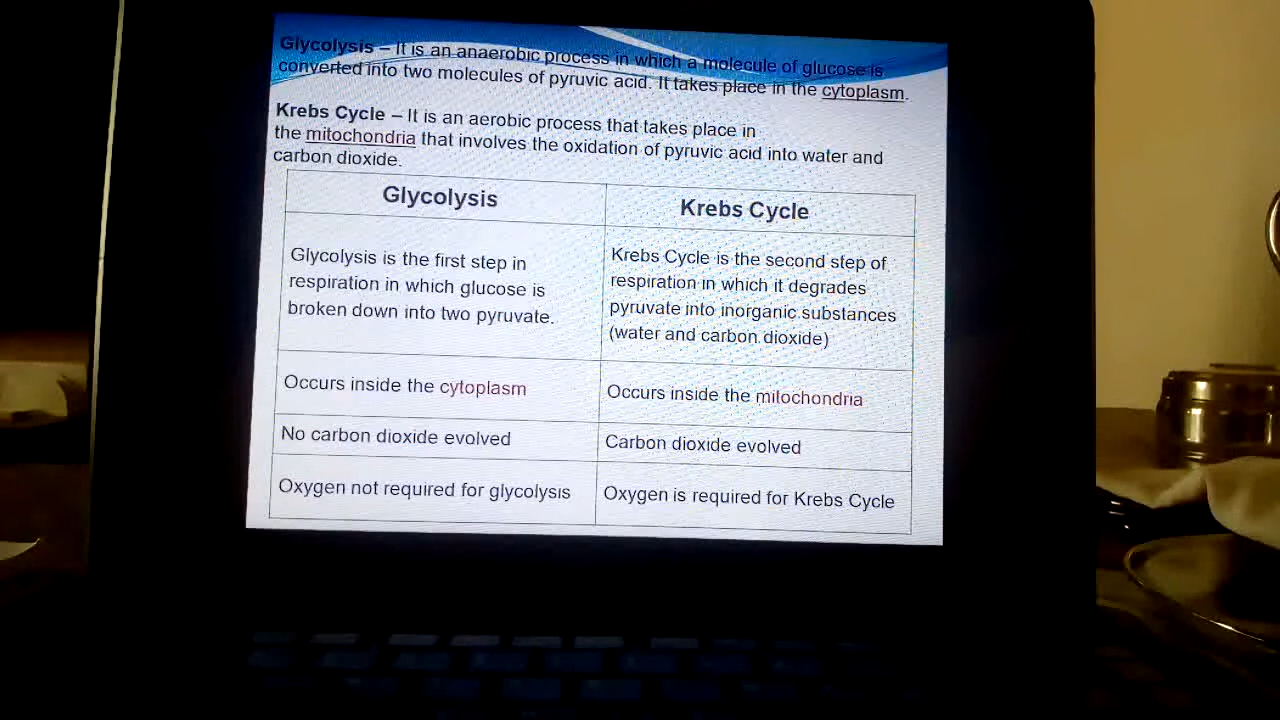 Glycolysis – It is an anaerobic process in which a molecule of glucose is
converted into two molecules of pyruvic acid. It takes place in the cytoplasm.
Krebs Cycle – It is an aerobic process that takes place in
the mitochondria that involves the oxidation of pyruvic acid into water and
carbon dioxide.
Glycolysis
Krebs Cycle
Glycolysis is the first step in
respiration in which glucose is
broken down into two pyruvate.
Krebs Cycle is the second step of
respiration in which it degrades
pyruvate into inorganic substances
(water and carbon dioxide)
Occurs inside the cytoplasm
Occurs inside the mitochondria
No carbon dioxide evolved
Carbon dioxide evolved
Oxygen not required for glycolysis
Oxygen is required for Krebs Cycle